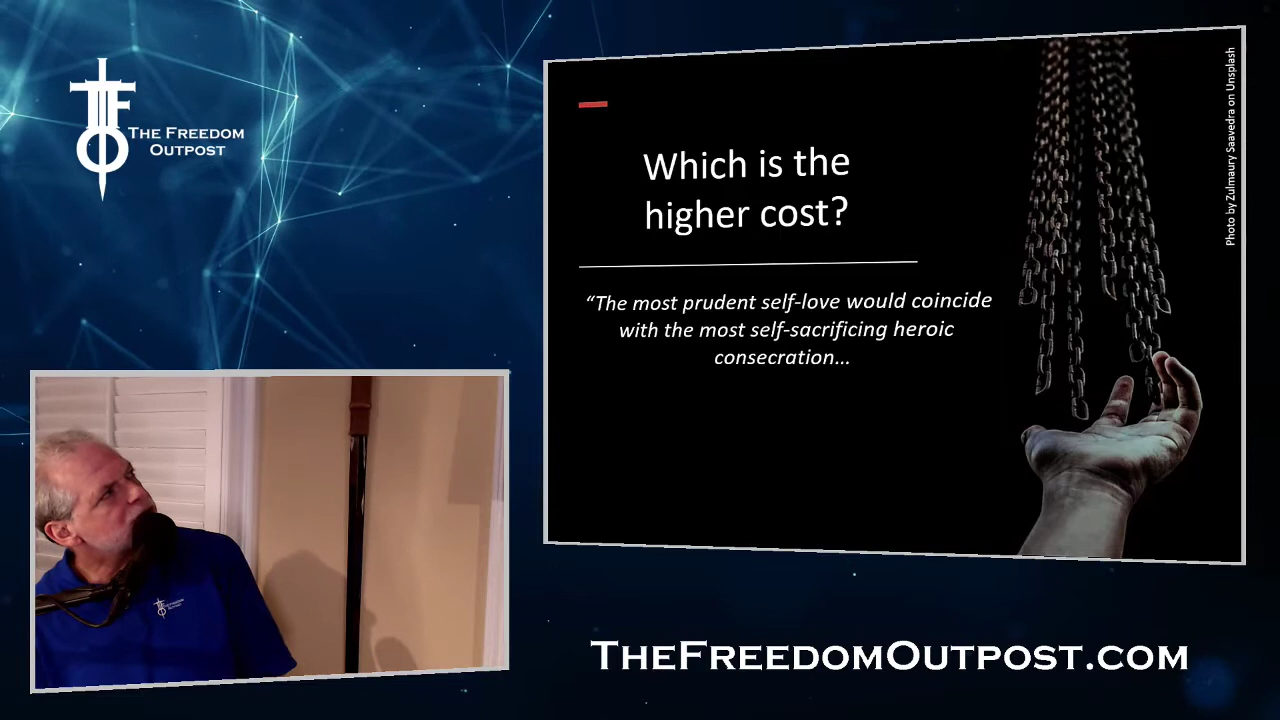 THE FREEDOM
OUTPOST
Which is the
higher cost?
“The most prudent self-love would coincide
with the most self-sacrificing heroic
consecration...
Photo by Zulmaury Saavedra on Unsplash
THEFREEDOMOUTPOST.COM